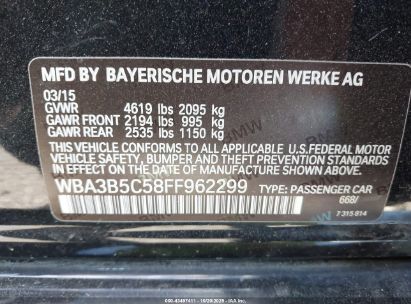 MFD BY BAYERISCHE MOTOREN WERKE AG
03/15
GVWR 4619 lbs 2095 kg
GAWR FRONT 2194 lbs 995 kg
GAWR REAR 2535 lbs 1150 kg
THIS VEHICLE CONFORMS TO ALL APPLICABLE U.S.FEDERAL MOTOR
VEHICLE SAFETY, BUMPER AND THEFT PREVENTION STANDARDS
IN EFFECT ON THE DATE OF MANUFACTURE SHOWN ABOVE.
WBA3B5C58FF962299 TYPE: PASSENGER CAR
668/
7 315 814